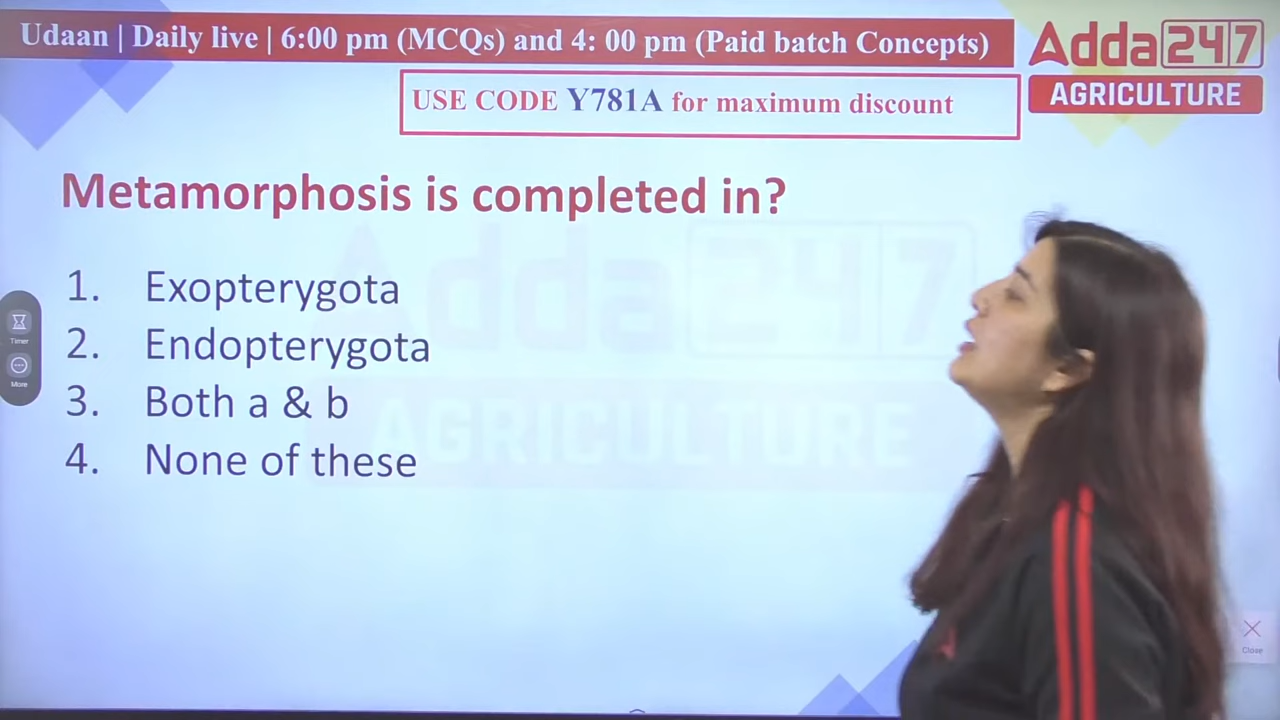 Udaan | Daily live | 6:00 pm (MCQs) and 4: 00 pm (Paid batch Concepts)
Adda247
AGRICULTURE
USE CODE Y781A for maximum discount
Metamorphosis is completed in?
1. Exopterygota
2. Endopterygota
3. Both a & b
4. None of these
Adda247
AGRICULTURE
Timer
More
Close